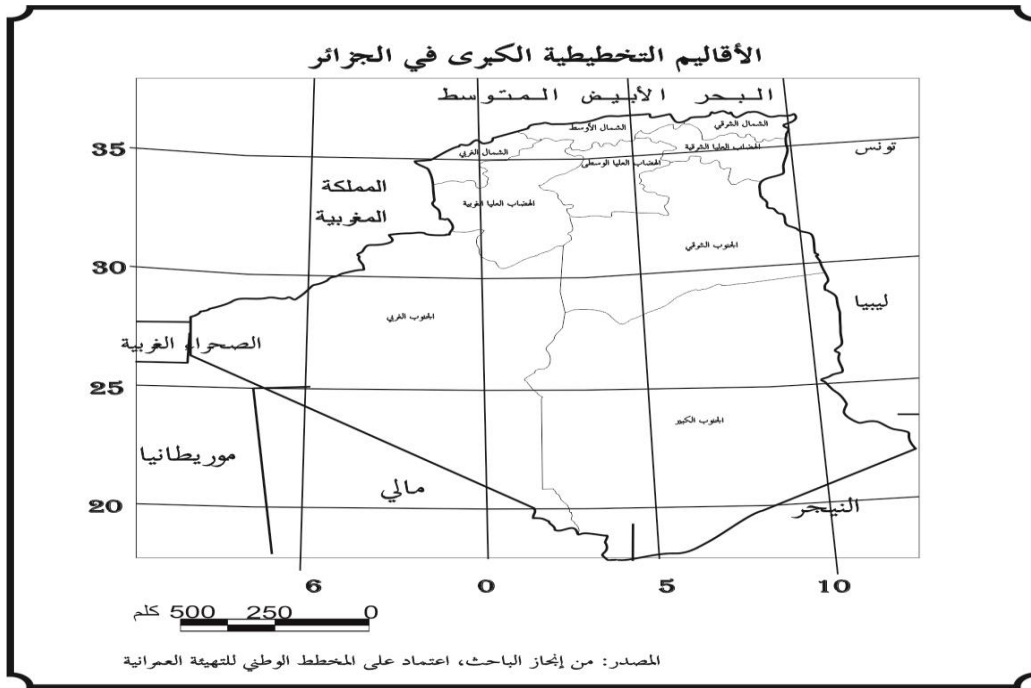 الأقاليم التخطيطية الكبرى في الجزائر
البحر الأبيض المتوسط
الشمال الشرقي
الشمال الأوسط
35
الشمال الغربي
الهضاب العليا الشرقية
تونس
الهضاب العليا الوسطى
المملكة
المغربية
الهضاب العليا الغربية
الجنوب الشرقي
30
ليبيا
الجنوب الغربي
الصحراء الغربية
25
الجنوب الكبير
موريطانيا
مالي
20
النيجر
6 0 5 10
كلم 500 250 0
المصدر: من إنجاز الباحث، اعتماد على المخطط الوطني للتهيئة العمرانية